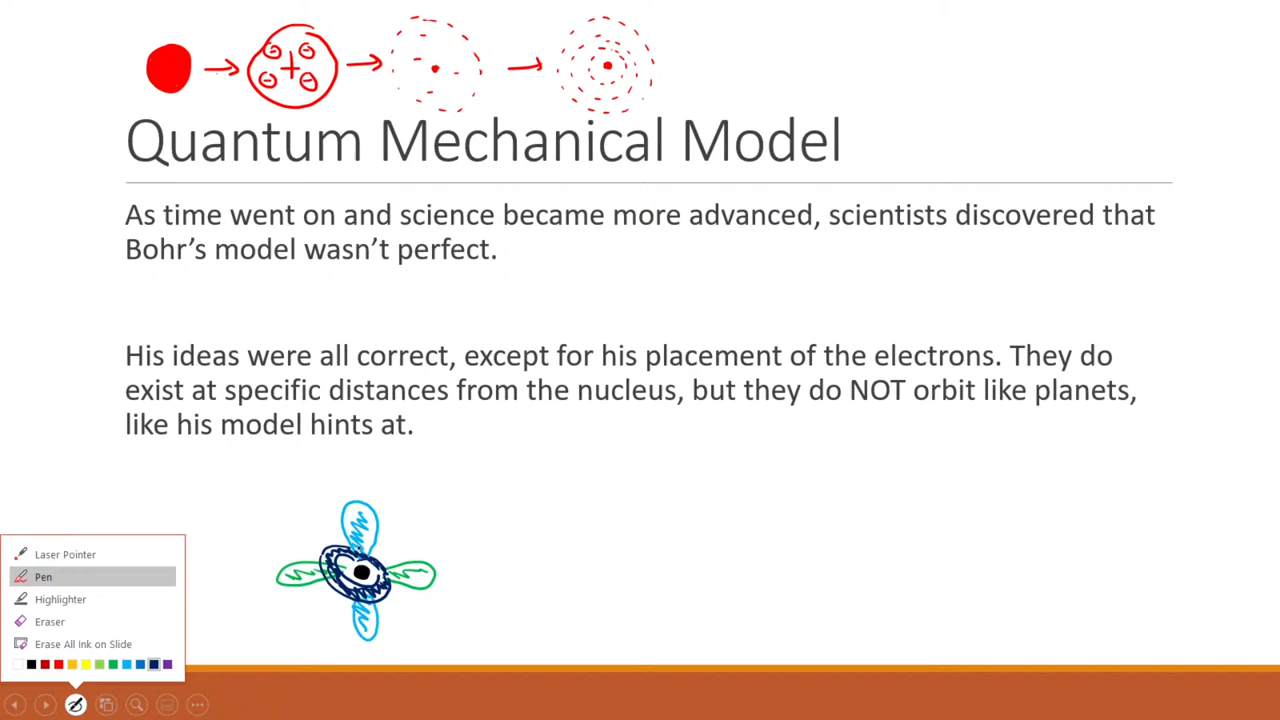 Quantum Mechanical Model
As time went on and science became more advanced, scientists discovered that
Bohr’s model wasn’t perfect.
His ideas were all correct, except for his placement of the electrons. They do
exist at specific distances from the nucleus, but they do NOT orbit like planets,
like his model hints at.
Laser Pointer
Pen
Highlighter
Eraser
Erase All Ink on Slide